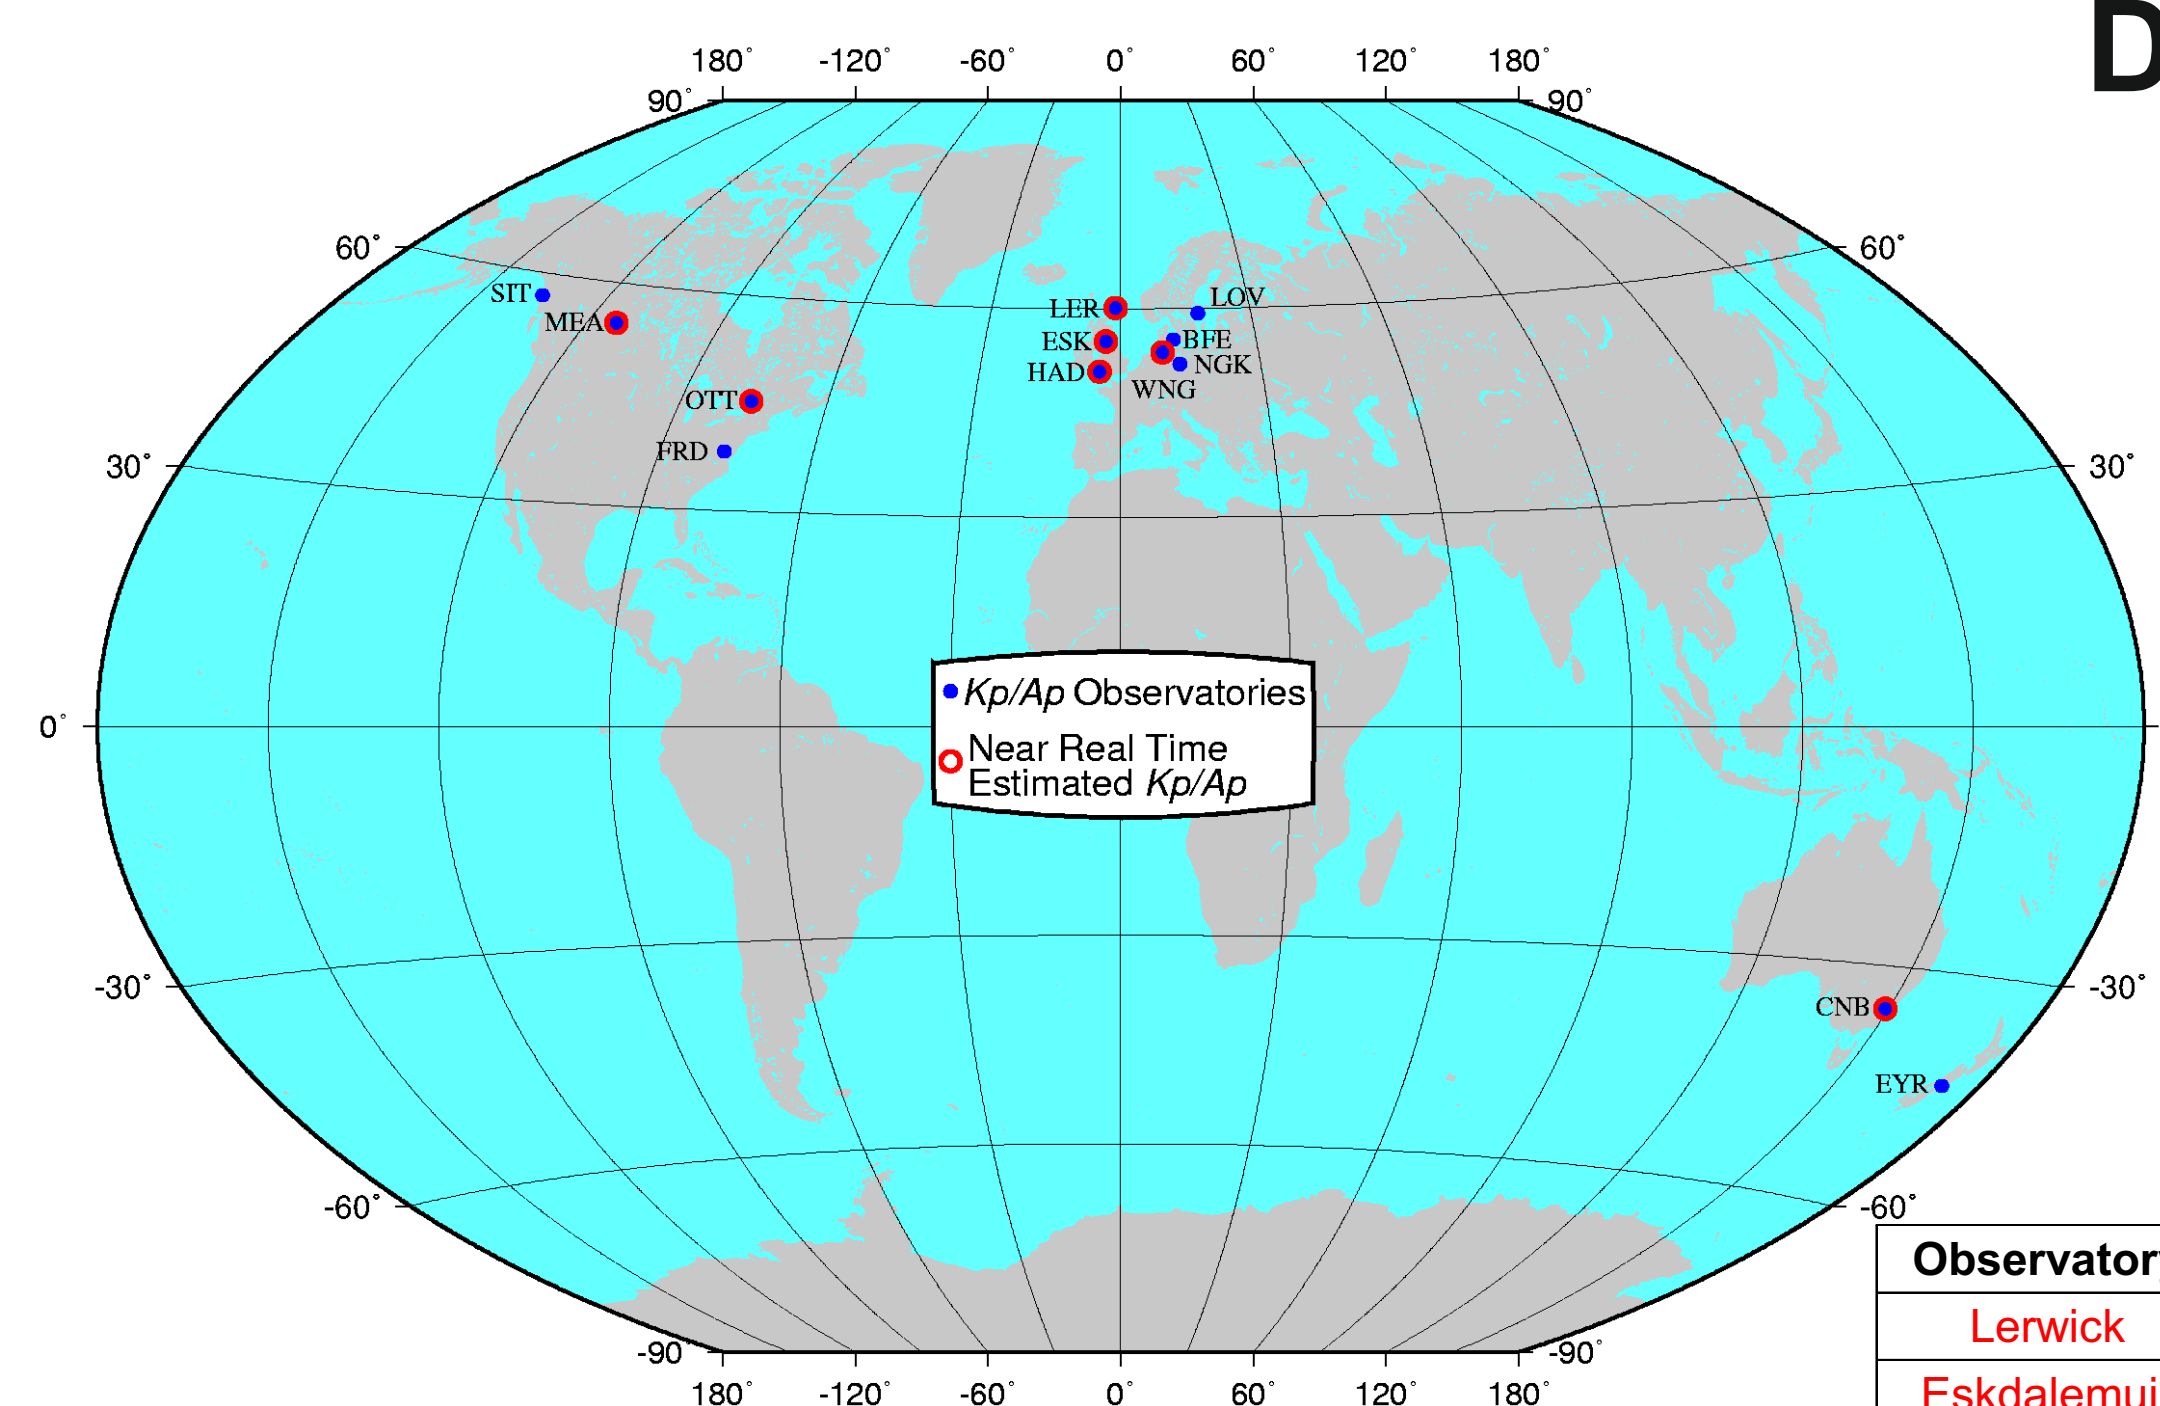 D
180° -120° -60° 0° 60° 120° 180°
90° 90°
60° 60°
SIT
MEA
LER
LOV
ESK
BFE
HAD
NGK
WNG
OTT
FRD
30° 30°
Kp/Ap Observatories
0°
Near Real Time
Estimated Kp/Ap
-30° -30°
CNB
EYR
-60° -60°
Observatory
Lerwick
-90° -90°
180° -120° -60° 0° 60° 120° 180°
Eskdalemui